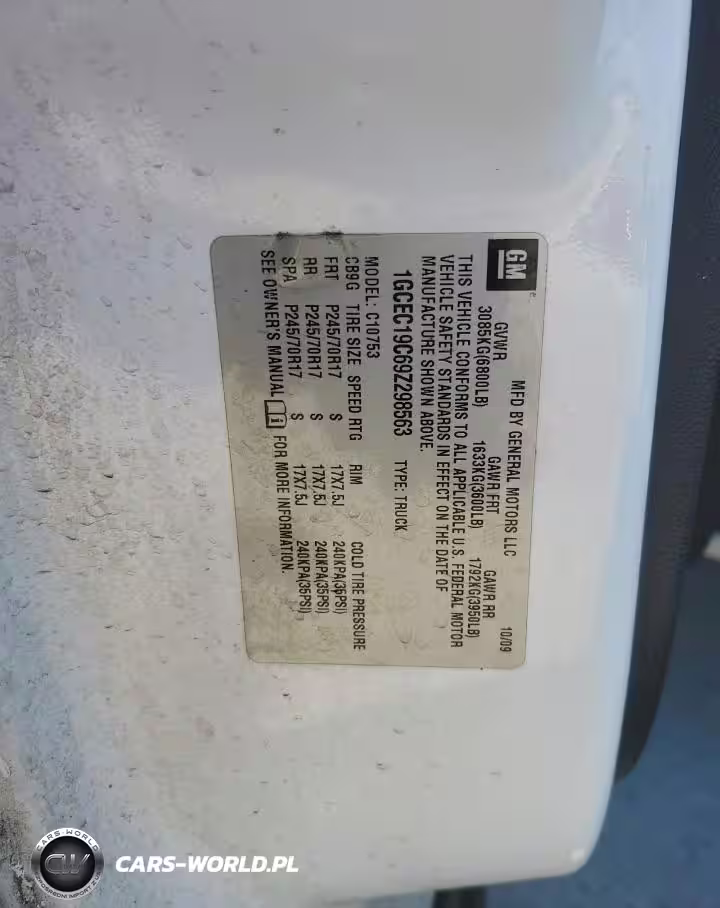 GM
MFD BY GENERAL MOTORS LLC 10/09
GVWR GAWR FRT GAWR RR
3085KG(6800LB) 1633KG(3600LB) 1792KG(3950LB)
THIS VEHICLE CONFORMS TO ALL APPLICABLE U.S. FEDERAL MOTOR
VEHICLE SAFETY STANDARDS IN EFFECT ON THE DATE OF
MANUFACTURE SHOWN ABOVE.
1GCEC19C69Z298563 TYPE: TRUCK
MODEL: C10753
CB9G TIRE SIZE SPEED RTG RIM COLD TIRE PRESSURE
FRT P245/70R17 S 17X7.5J 240KPA(35PSI)
RR P245/70R17 S 17X7.5J 240KPA(35PSI)
SPA P245/70R17 S 17X7.5J 240KPA(35PSI)
SEE OWNER'S MANUAL FOR MORE INFORMATION.
CARS-WORLD
CW
CARS-WORLD.PL